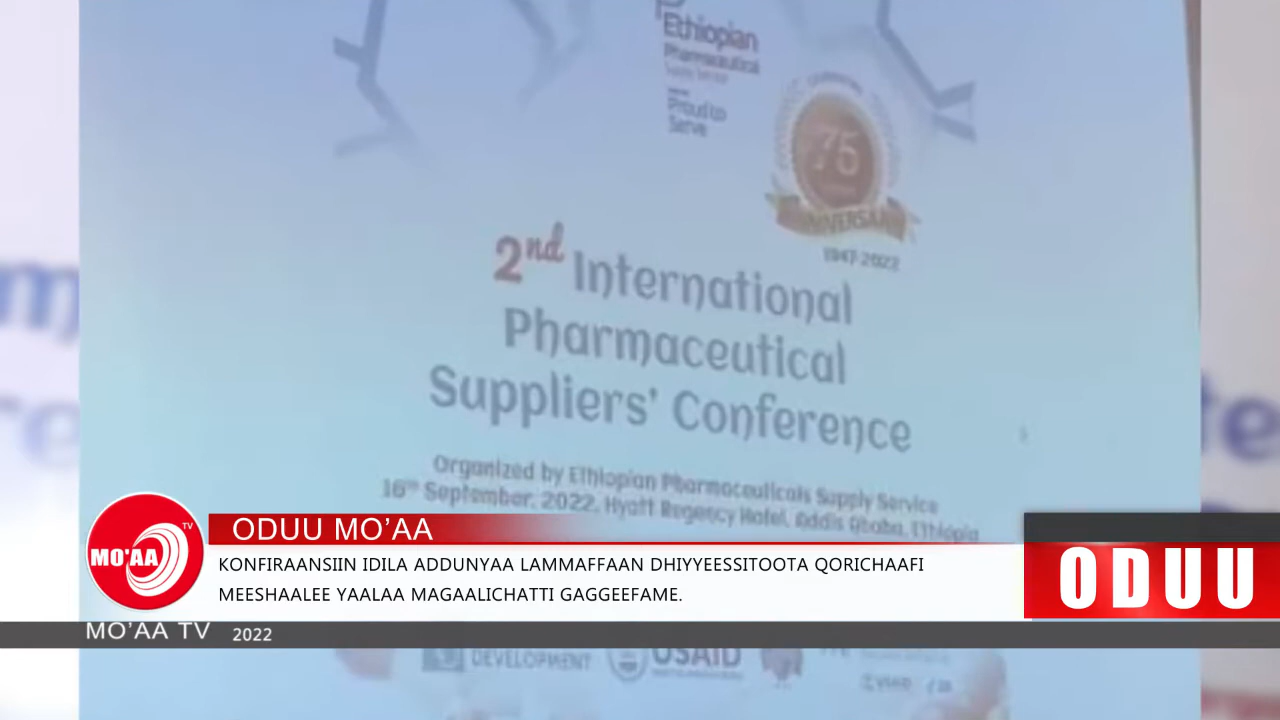 Ethiopian
Pharmaceutical
Supply Service
Proud to
Serve
75
ANNIVERSARY
1947-2022
2nd International
Pharmaceutical
Suppliers' Conference
Organized by Ethiopian Pharmaceuticals Supply Service
16th September, 2022, Hyatt Regency Hotel, Addis Ababa, Ethiopia
ODUU MO'AA
TV
MO'AA
KONFIRAANSIIN IDILA ADDUNYAA LAMMAFFAAN DHIYYEESSITOOTA QORICHAAFI
MEESHAALEE YAALAA MAGAALICHATTI GAGGEEFAME.
ODUU
MO'AA TV 2022
DEVELOPMENT
USAID